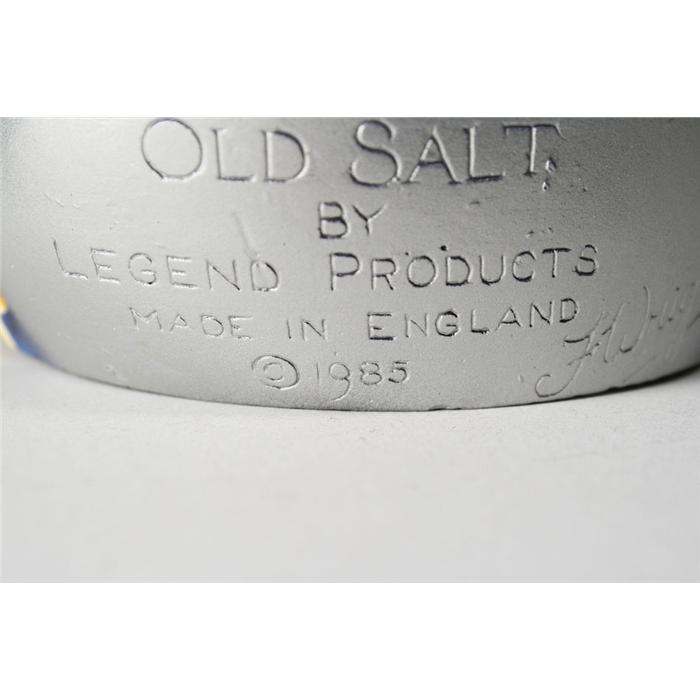 OLD SALT
BY
LEGEND PRODUCTS
MADE IN ENGLAND
© 1985